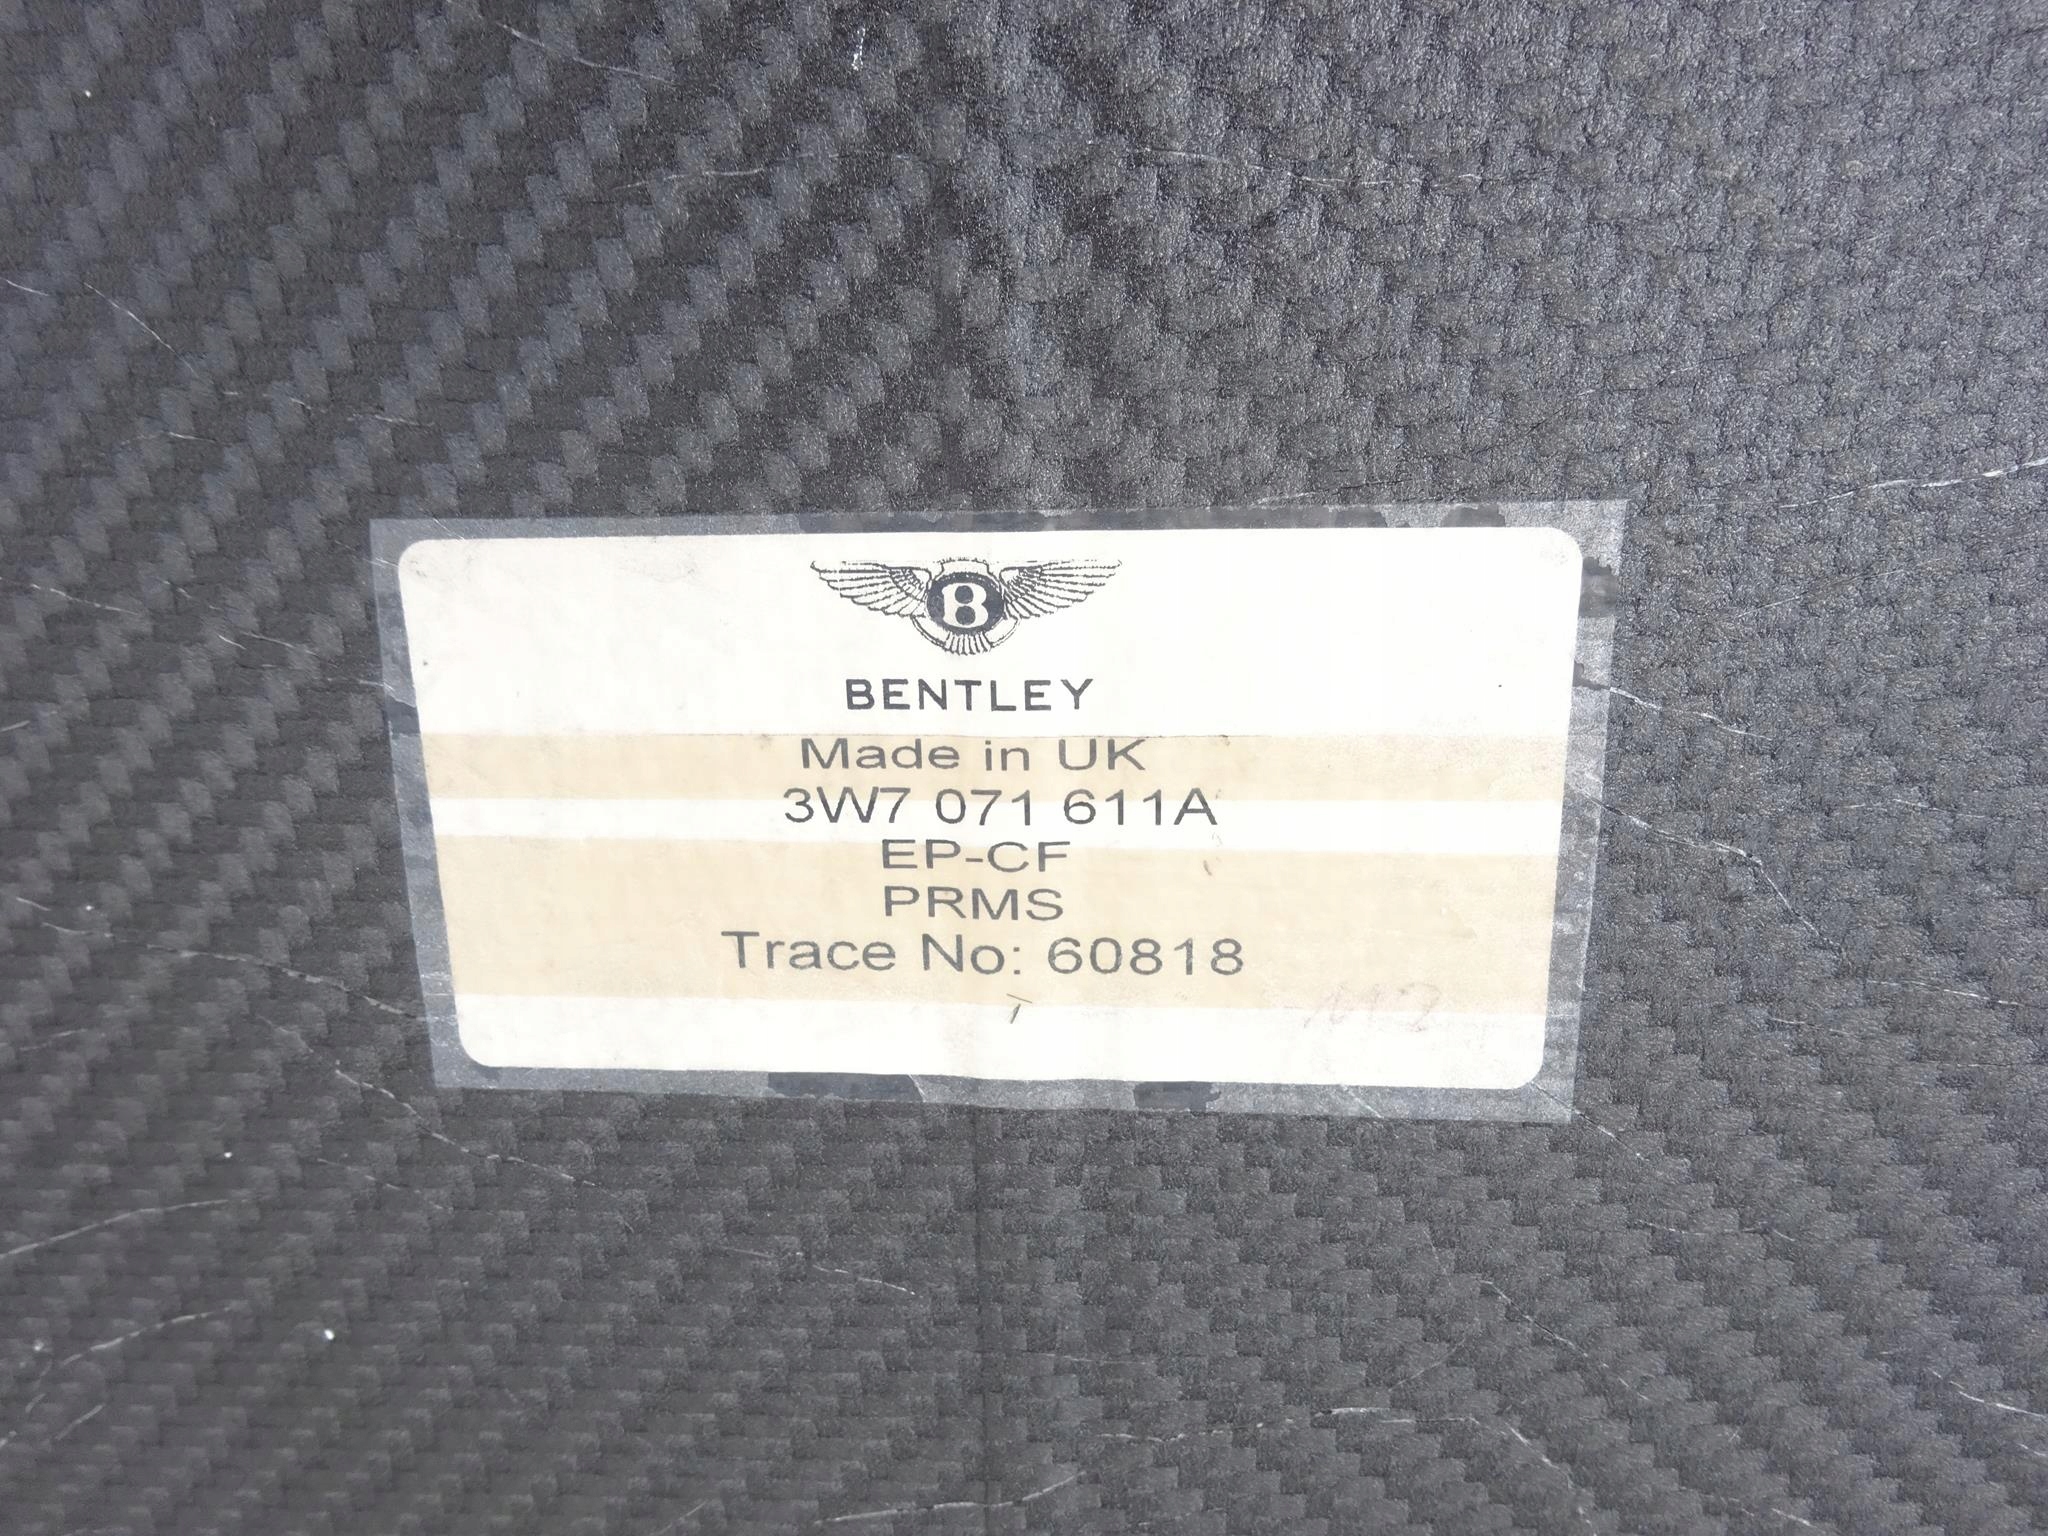 B
BENTLEY
Made in UK
3W7 071 611A
EP-CF
PRMS
Trace No: 60818